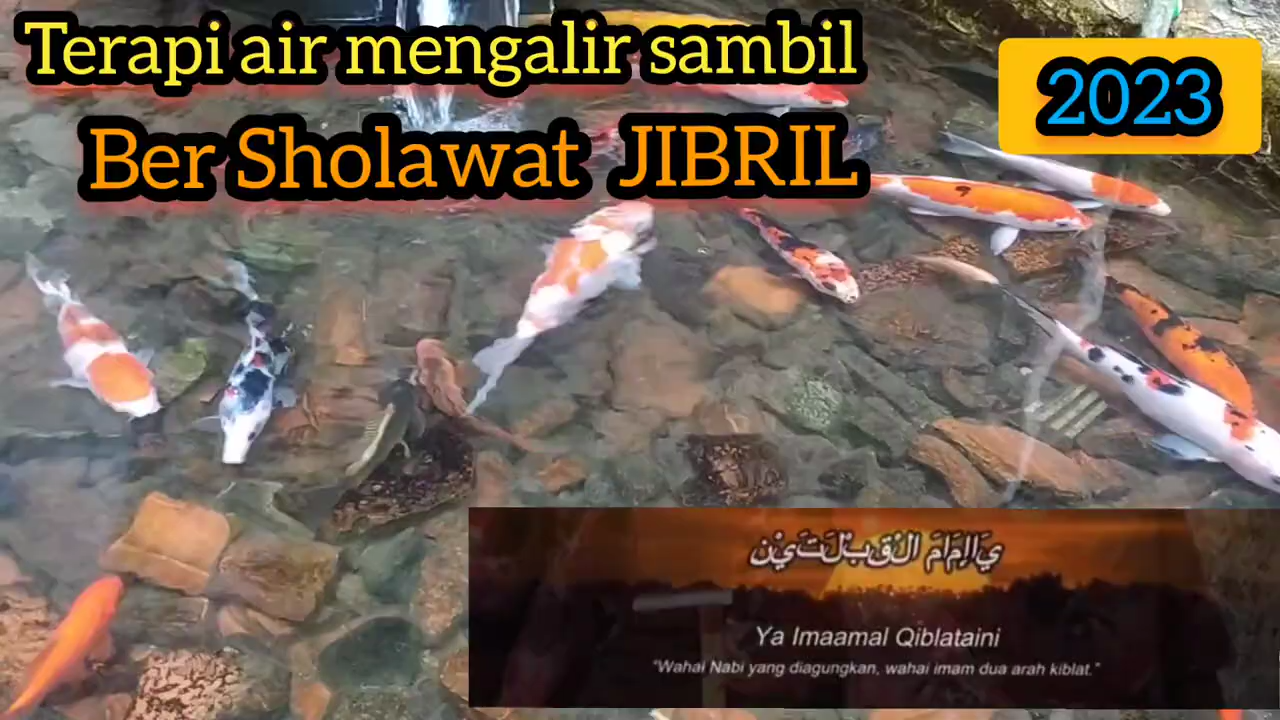 Terapi air mengalir sambil
Ber Sholawat JIBRIL
2023
يَااِمَامَ الْقِبْلَتَيْنِ
Ya Imaamal Qiblataini
"Wahai Nabi yang diagungkan, wahai imam dua arah kiblat."